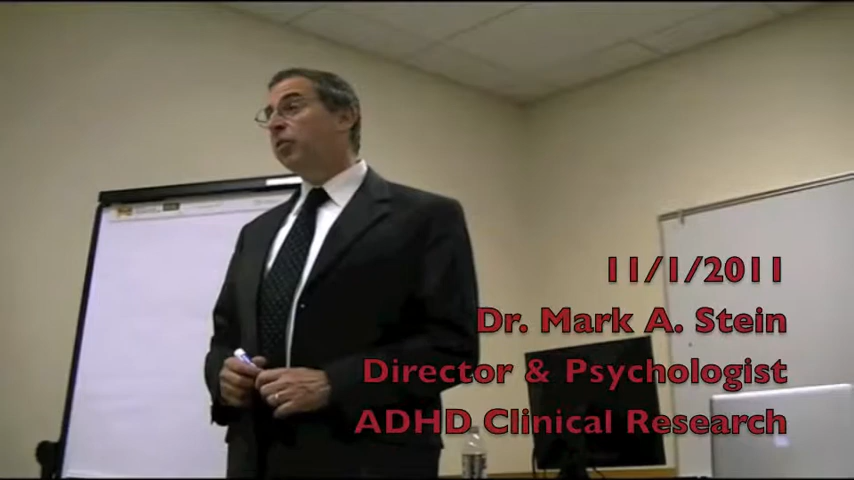 11/1/2011
Dr. Mark A. Stein
Director & Psychologist
ADHD Clinical Research